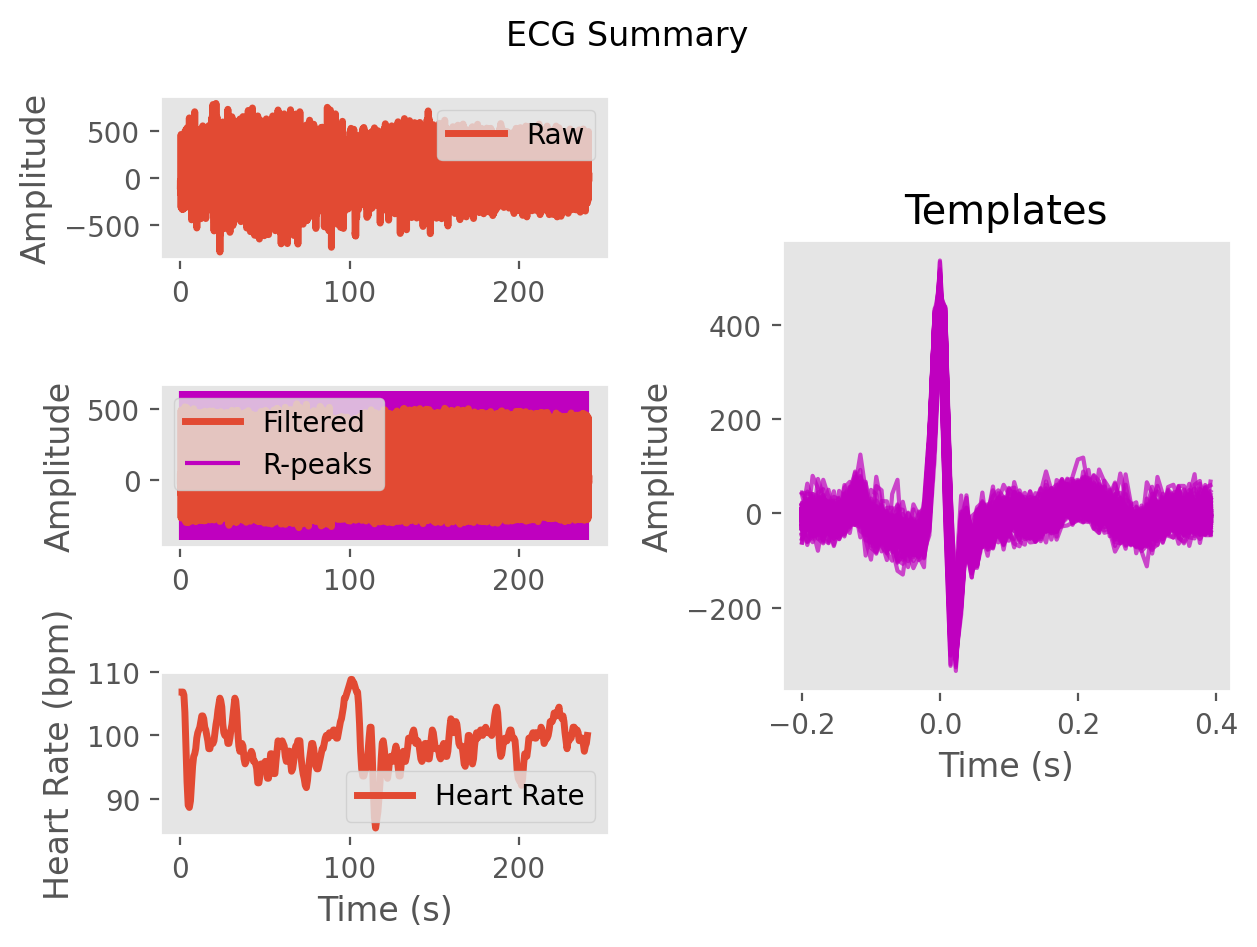 ECG Summary
Amplitude
500
0
−500
Raw
0 100 200
Amplitude
500
0
Filtered
R-peaks
0 100 200
Heart Rate (bpm)
110
100
90
Heart Rate
0 100 200
Time (s)
Templates
Amplitude
400
200
0
−200
−0.2 0.0 0.2 0.4
Time (s)